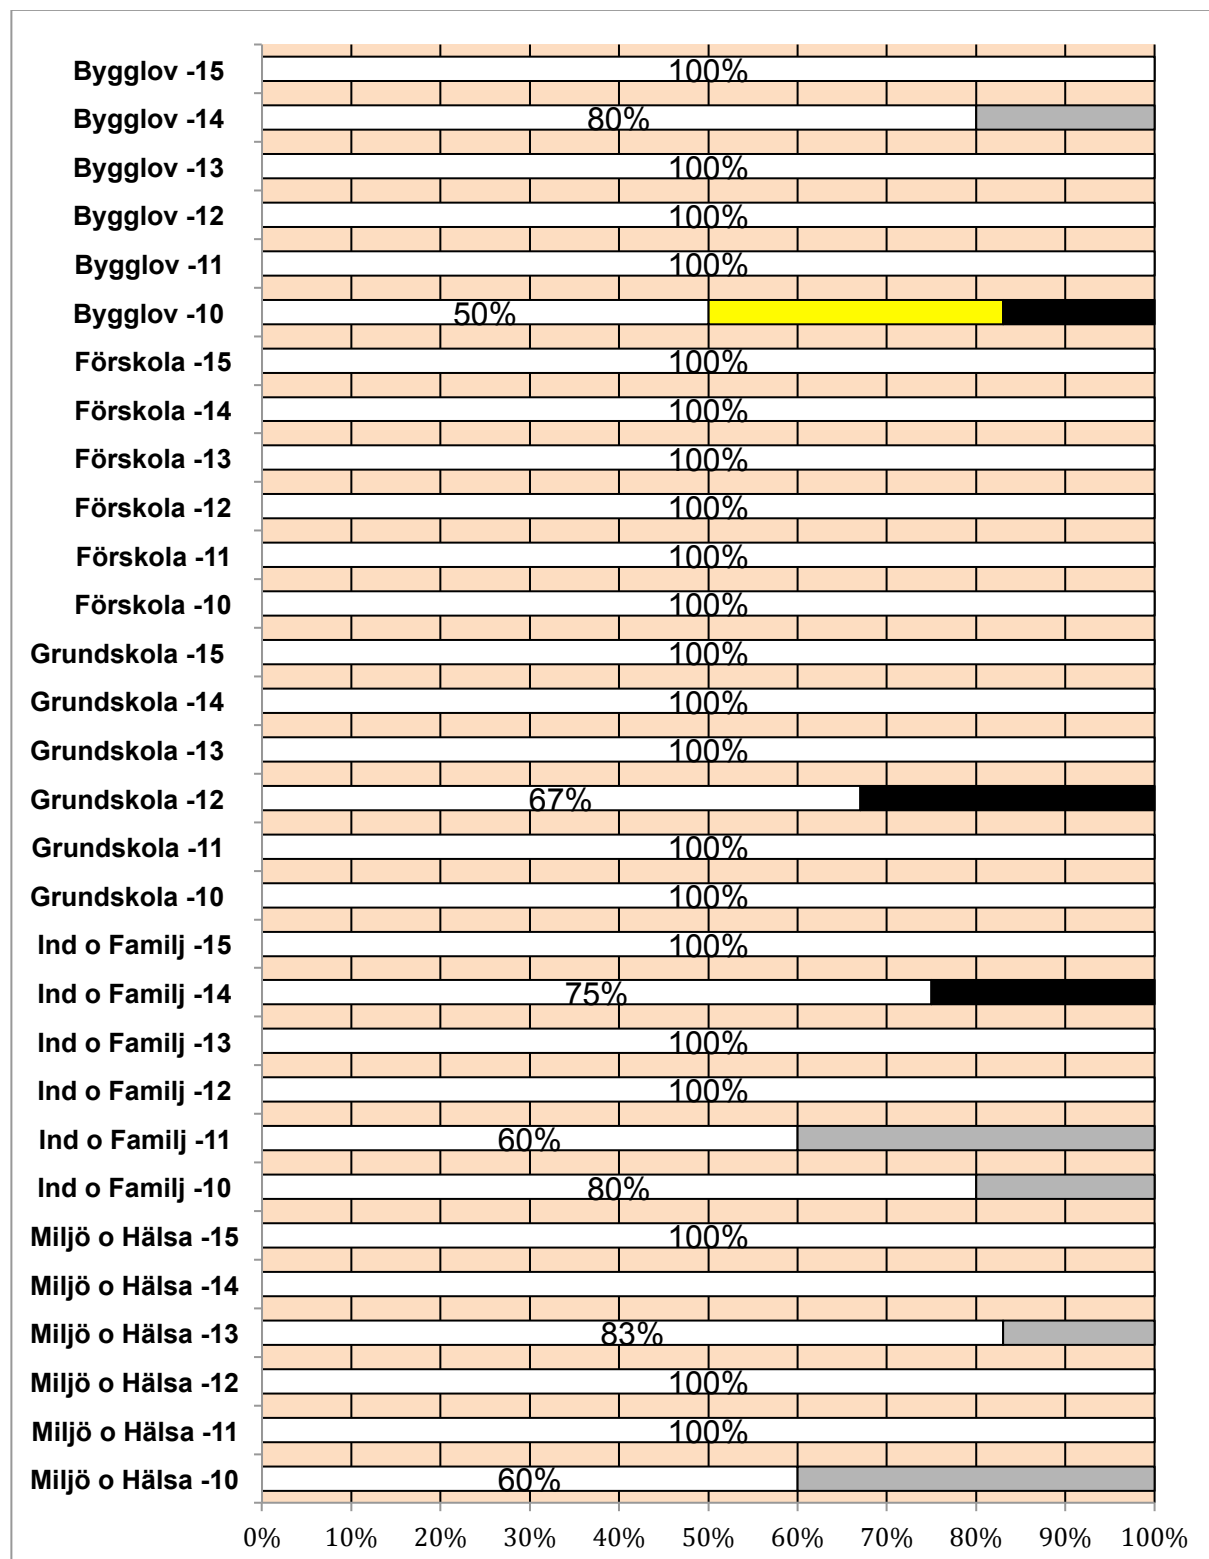 Bygglov -15 100%
Bygglov -14 80%
Bygglov -13 100%
Bygglov -12 100%
Bygglov -11 100%
Bygglov -10 50%
Förskola -15 100%
Förskola -14 100%
Förskola -13 100%
Förskola -12 100%
Förskola -11 100%
Förskola -10 100%
Grundskola -15 100%
Grundskola -14 100%
Grundskola -13 100%
Grundskola -12 67%
Grundskola -11 100%
Grundskola -10 100%
Ind o Familj -15 100%
Ind o Familj -14 75%
Ind o Familj -13 100%
Ind o Familj -12 100%
Ind o Familj -11 60%
Ind o Familj -10 80%
Miljö o Hälsa -15 100%
Miljö o Hälsa -14
Miljö o Hälsa -13 83%
Miljö o Hälsa -12 100%
Miljö o Hälsa -11 100%
Miljö o Hälsa -10 60%
0% 10% 20% 30% 40% 50% 60% 70% 80% 90% 100%